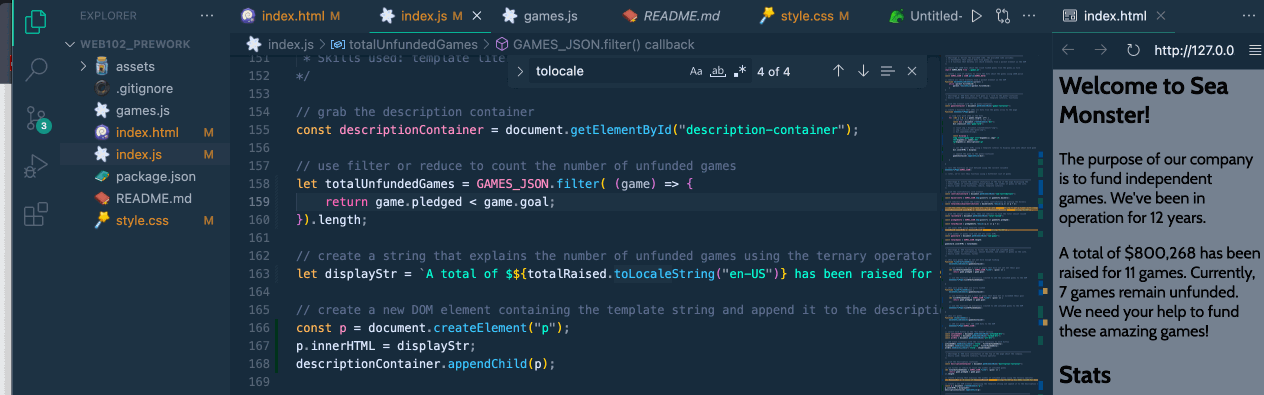 EXPLORER ···
WEB102_PREWORK
assets
.gitignore
games.js
index.html M
index.js M
package.json
README.md
style.css M
3
index.html M
index.js M
games.js
README.md
style.css M
Untitled-
···
index.js > totalUnfundedGames > GAMES_JSON.filter() callback
tolocale
Aa ab
4 of 4
151 * Skills used: template lite
152 */
153
154 // grab the description container
155 const descriptionContainer = document.getElementById("description-container");
156
157 // use filter or reduce to count the number of unfunded games
158 let totalUnfundedGames = GAMES_JSON.filter( (game) => {
159 return game.pledged < game.goal;
160 }).length;
161
162 // create a string that explains the number of unfunded games using the ternary operator
163 let displayStr = `A total of $${totalRaised.toLocaleString("en-US")} has been raised for $
164
165 // create a new DOM element containing the template string and append it to the descriptio
166 const p = document.createElement("p");
167 p.innerHTML = displayStr;
168 descriptionContainer.appendChild(p);
169
index.html
···
http://127.0.0
Welcome to Sea
Monster!
The purpose of our company
is to fund independent
games. We've been in
operation for 12 years.
A total of $800,268 has been
raised for 11 games. Currently,
7 games remain unfunded.
We need your help to fund
these amazing games!
Stats